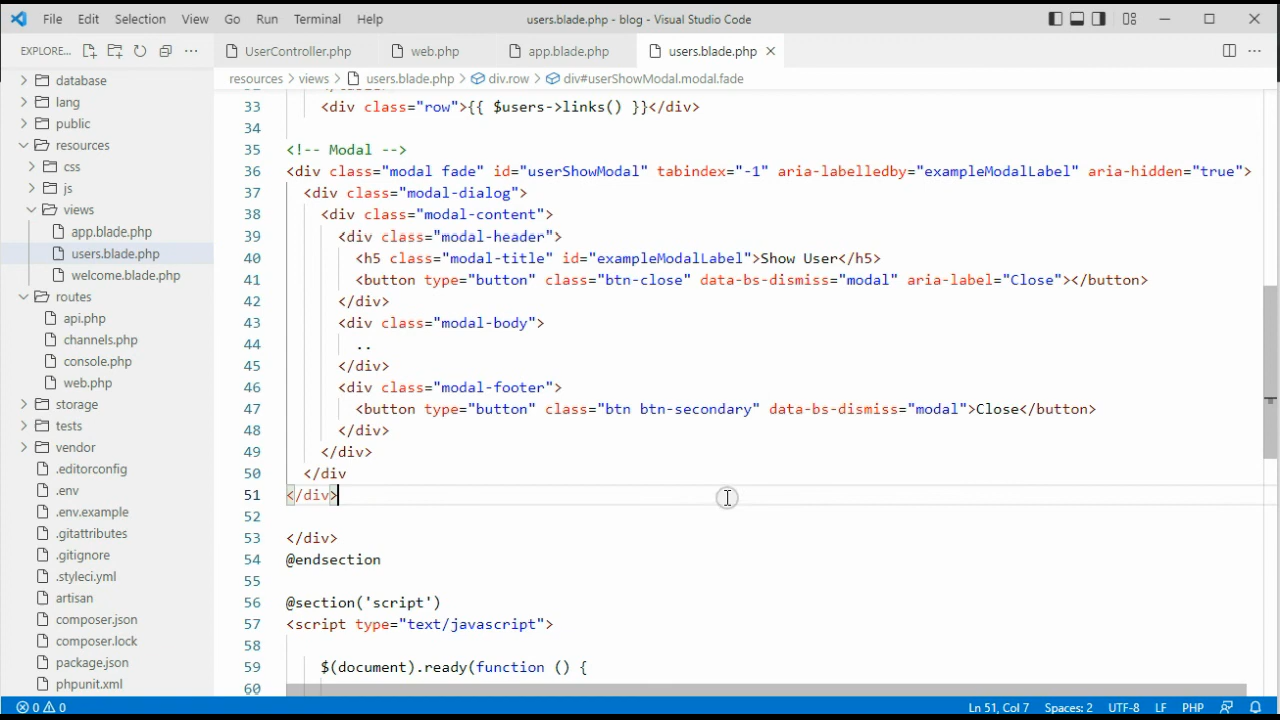 File Edit Selection View Go Run Terminal Help users.blade.php - blog - Visual Studio Code
EXPLORE... UserController.php web.php app.blade.php users.blade.php
resources views users.blade.php div.row div#userShowModal.modal.fade
database
lang
public
resources
css
js
views
app.blade.php
users.blade.php
welcome.blade.php
routes
api.php
channels.php
console.php
web.php
storage
tests
vendor
.editorconfig
.env
.env.example
.gitattributes
.gitignore
.styleci.yml
artisan
composer.json
composer.lock
package.json
phpunit.xml
33 <div class="row">{{ $users->links() }}</div>
34
35 <!-- Modal -->
36 <div class="modal fade" id="userShowModal" tabindex="-1" aria-labelledby="exampleModalLabel" aria-hidden="true">
37 <div class="modal-dialog">
38 <div class="modal-content">
39 <div class="modal-header">
40 <h5 class="modal-title" id="exampleModalLabel">Show User</h5>
41 <button type="button" class="btn-close" data-bs-dismiss="modal" aria-label="Close"></button>
42 </div>
43 <div class="modal-body">
44 ..
45 </div>
46 <div class="modal-footer">
47 <button type="button" class="btn btn-secondary" data-bs-dismiss="modal">Close</button>
48 </div>
49 </div>
50 </div
51 </div>
52
53 </div>
54 @endsection
55
56 @section('script')
57 <script type="text/javascript">
58
59 $(document).ready(function () {
60
0 0 Ln 51, Col 7 Spaces: 2 UTF-8 LF PHP